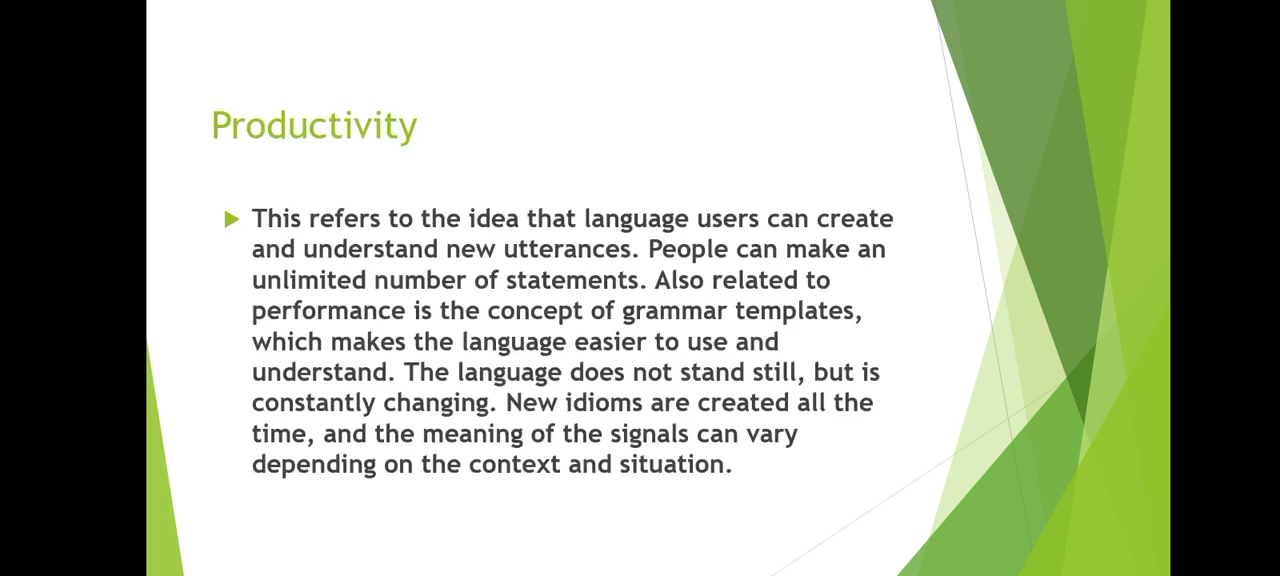 Productivity
This refers to the idea that language users can create
and understand new utterances. People can make an
unlimited number of statements. Also related to
performance is the concept of grammar templates,
which makes the language easier to use and
understand. The language does not stand still, but is
constantly changing. New idioms are created all the
time, and the meaning of the signals can vary
depending on the context and situation.